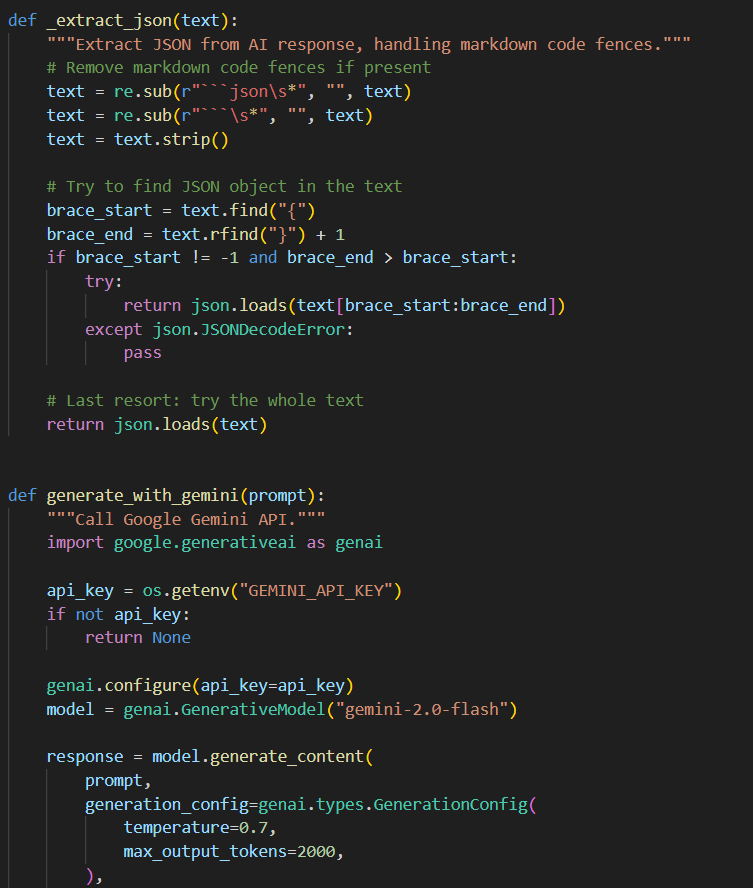 def _extract_json(text):
    """Extract JSON from AI response, handling markdown code fences."""
    # Remove markdown code fences if present
    text = re.sub(r"```json\s*", "", text)
    text = re.sub(r"```\s*", "", text)
    text = text.strip()

    # Try to find JSON object in the text
    brace_start = text.find("{")
    brace_end = text.rfind("}") + 1
    if brace_start != -1 and brace_end > brace_start:
        try:
            return json.loads(text[brace_start:brace_end])
        except json.JSONDecodeError:
            pass

    # Last resort: try the whole text
    return json.loads(text)


def generate_with_gemini(prompt):
    """Call Google Gemini API."""
    import google.generativeai as genai

    api_key = os.getenv("GEMINI_API_KEY")
    if not api_key:
        return None

    genai.configure(api_key=api_key)
    model = genai.GenerativeModel("gemini-2.0-flash")

    response = model.generate_content(
        prompt,
        generation_config=genai.types.GenerationConfig(
            temperature=0.7,
            max_output_tokens=2000,
        ),